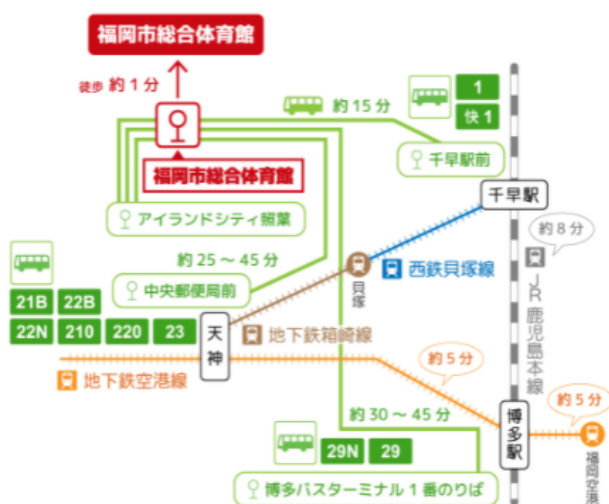 福岡市総合体育館
徒歩 約1分
約15分
1
快1
千早駅前
福岡市総合体育館
千早駅
アイランドシティ照葉
約8分
約25～45分
西鉄貝塚線
貝塚
JR鹿児島本線
中央郵便局前
21B 22B
22N 210 220 23
天神
地下鉄箱崎線
地下鉄空港線
約5分
約5分
約30～45分
博多駅
29N 29
福岡空港
博多バスターミナル1番のりば